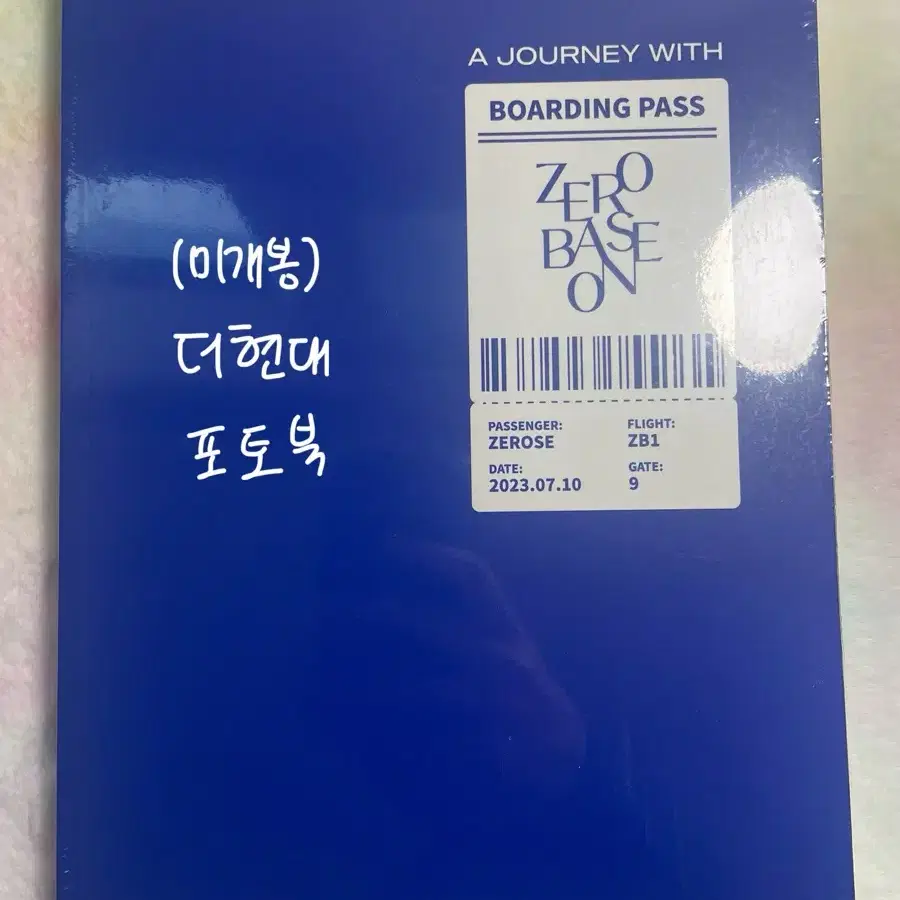 A JOURNEY WITH
BOARDING PASS
ZERO
BASE
ONE
(미개봉)
더현대
포토북
PASSENGER:
ZEROSE
FLIGHT:
ZB1
DATE:
2023.07.10
GATE:
9